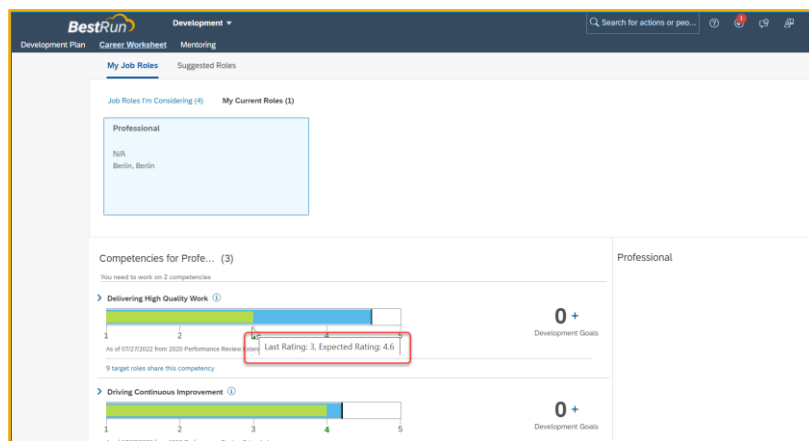 BestRun
Development
Search for actions or peo...
1
Development Plan Career Worksheet Mentoring
My Job Roles Suggested Roles
Job Roles I'm Considering (4) My Current Roles (1)
Professional
N/A
Berlin, Berlin
Competencies for Profe... (3)
Professional
You need to work on 2 competencies
Delivering High Quality Work
0 +
Development Goals
1 2 4 5
As of 07/27/2022 from 2020 Performance Review
Last Rating: 3, Expected Rating: 4.6
9 target roles share this competency
Driving Continuous Improvement
0 +
Development Goals
1 2 3 4 5